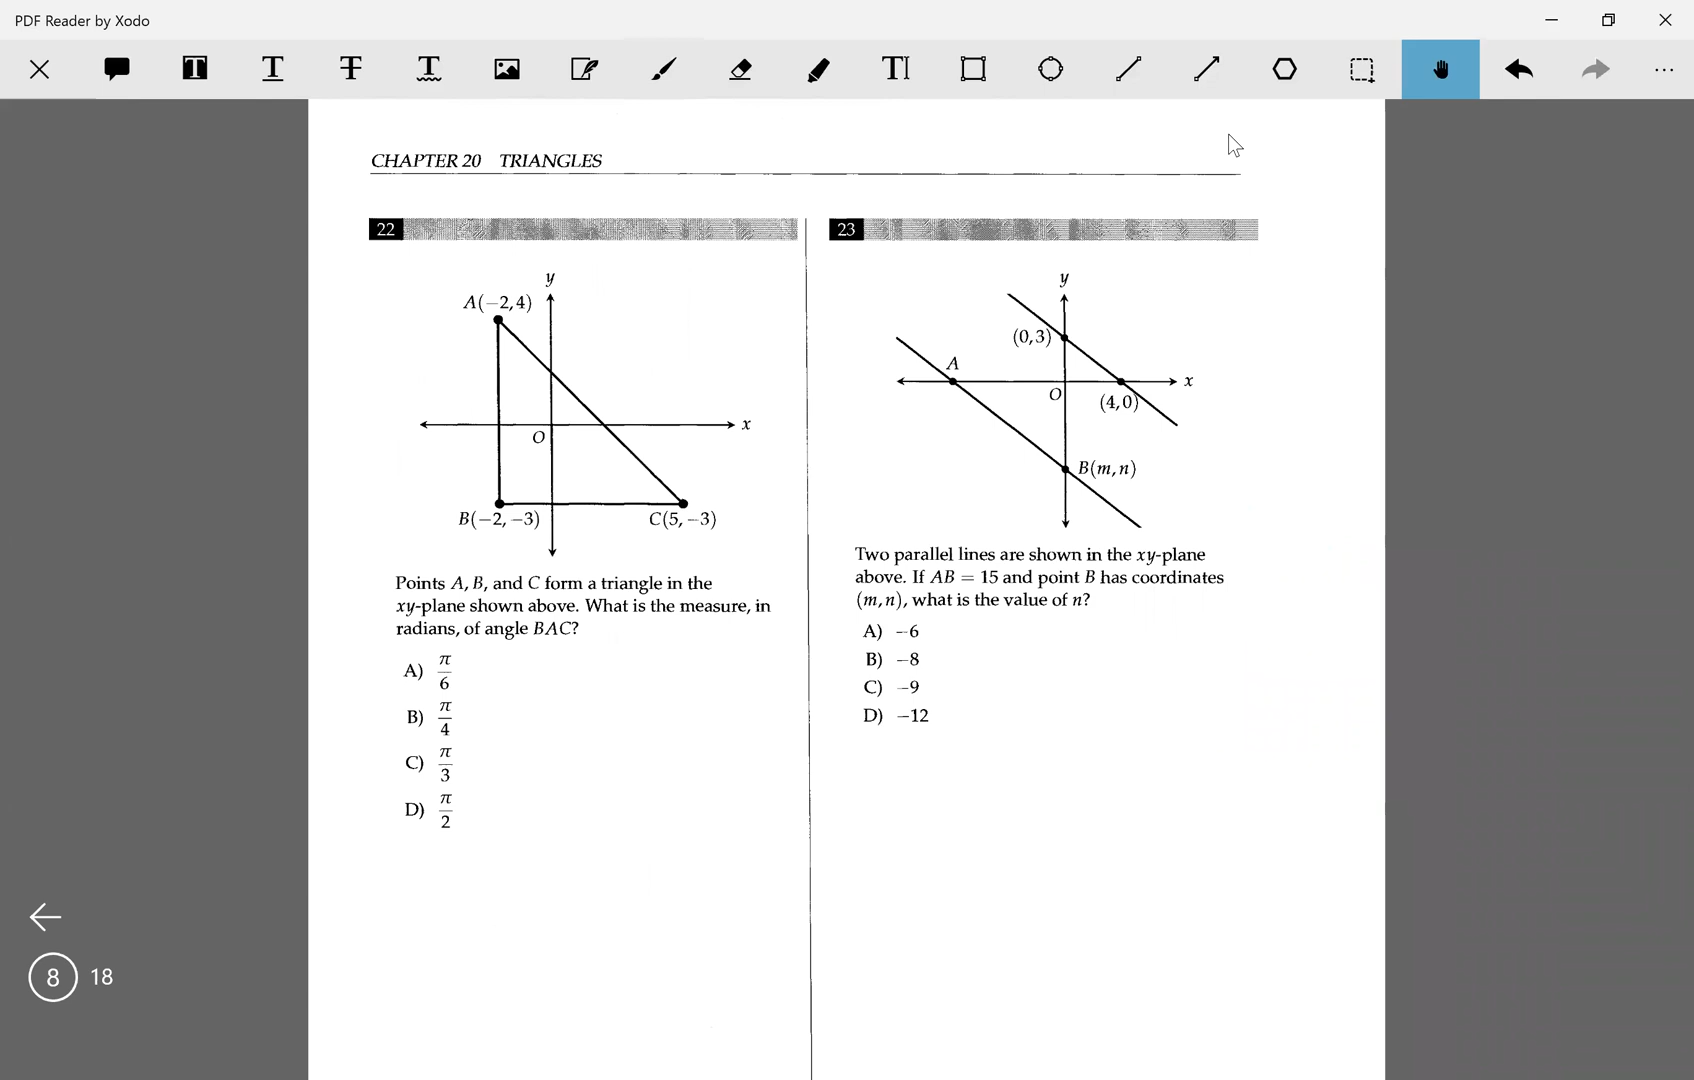 PDF Reader by Xodo
CHAPTER 20 TRIANGLES
22
y
A(−2,4)
x
O
B(−2, −3)
C(5, −3)
Points A, B, and C form a triangle in the
xy-plane shown above. What is the measure, in
radians, of angle BAC?
A) π/6
B) π/4
C) π/3
D) π/2
23
y
(0,3)
A
x
O
(4,0)
B(m,n)
Two parallel lines are shown in the xy-plane
above. If AB = 15 and point B has coordinates
(m,n), what is the value of n?
A) −6
B) −8
C) −9
D) −12
8 18